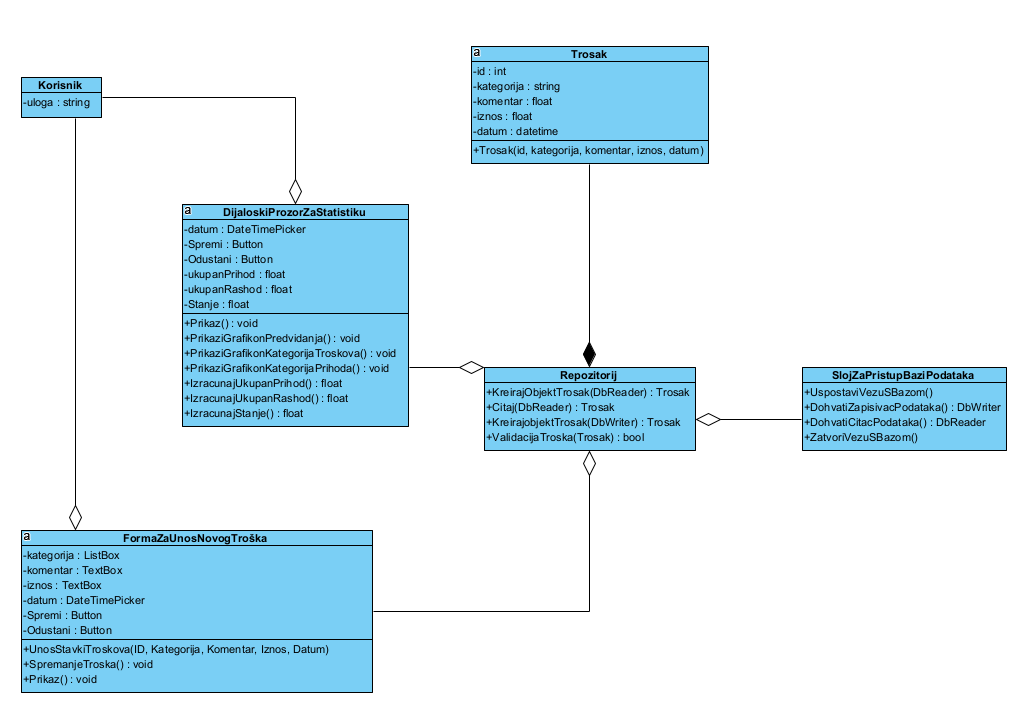 Korisnik
-uloga : string
a
Trosak
-id : int
-kategorija : string
-komentar : float
-iznos : float
-datum : datetime
+Trosak(id, kategorija, komentar, iznos, datum)
a
DijaloskiProzorZaStatistiku
-datum : DateTimePicker
-Spremi : Button
-Odustani : Button
-ukupanPrihod : float
-ukupanRashod : float
-Stanje : float
+Prikaz() : void
+PrikaziGrafikonPredvidanja() : void
+PrikaziGrafikonKategorijaTroskova() : void
+PrikaziGrafikonKategorijaPrihoda() : void
+IzracunajUkupanPrihod() : float
+IzracunajUkupanRashod() : float
+IzracunajStanje() : float
Repozitorij
+KreirajObjektTrosak(DbReader) : Trosak
+Citaj(DbReader) : Trosak
+KreirajobjektTrosak(DbWriter) : Trosak
+ValidacijaTroska(Trosak) : bool
SlojZaPristupBaziPodataka
+UspostaviVezuSBazom()
+DohvatiZapisivacPodataka() : DbWriter
+DohvatiCitacPodataka() : DbReader
+ZatvoriVezuSBazom()
a
FormaZaUnosNovogTroška
-kategorija : ListBox
-komentar : TextBox
-iznos : TextBox
-datum : DateTimePicker
-Spremi : Button
-Odustani : Button
+UnosStavkiTroskova(ID, Kategorija, Komentar, Iznos, Datum)
+SpremanjeTroska() : void
+Prikaz() : void